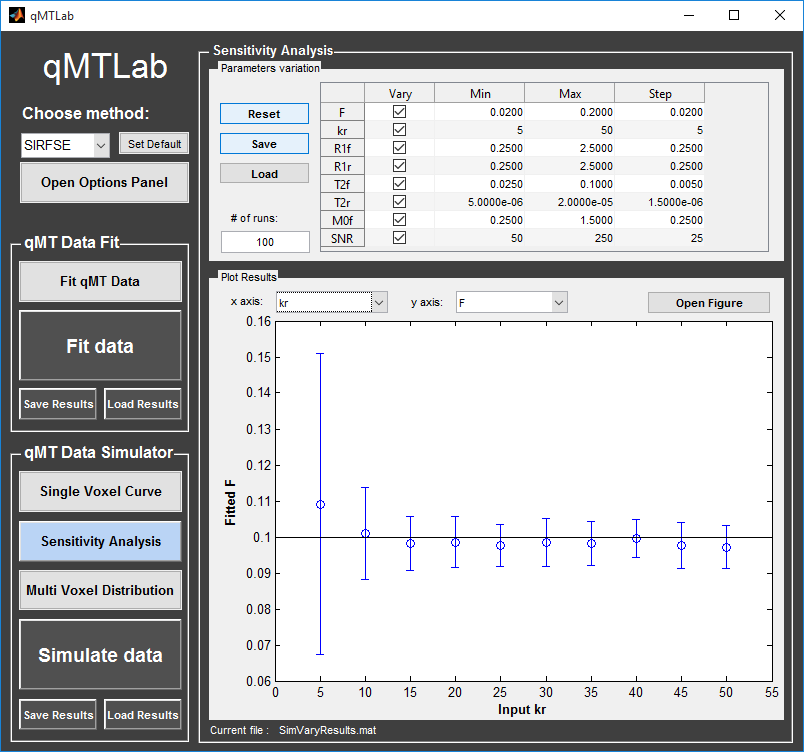 qMTLab
qMTLab
Choose method:
SIRFSE
Set Default
Open Options Panel
qMT Data Fit
Fit qMT Data
Fit data
Save Results
Load Results
qMT Data Simulator
Single Voxel Curve
Sensitivity Analysis
Multi Voxel Distribution
Simulate data
Save Results
Load Results
Sensitivity Analysis
Parameters variation
Reset
Save
Load
# of runs:
100
Vary Min Max Step
F 0.0200 0.2000 0.0200
kr 5 50 5
R1f 0.2500 2.5000 0.2500
R1r 0.2500 2.5000 0.2500
T2f 0.0250 0.1000 0.0050
T2r 5.0000e-06 2.0000e-05 1.5000e-06
M0f 0.2500 1.5000 0.2500
SNR 50 250 25
Plot Results
x axis: kr y axis: F Open Figure
0.16
0.15
0.14
0.13
0.12
0.11
0.1
0.09
0.08
0.07
0.06
Fitted F
0 5 10 15 20 25 30 35 40 45 50 55
Input kr
Current file : SimVaryResults.mat